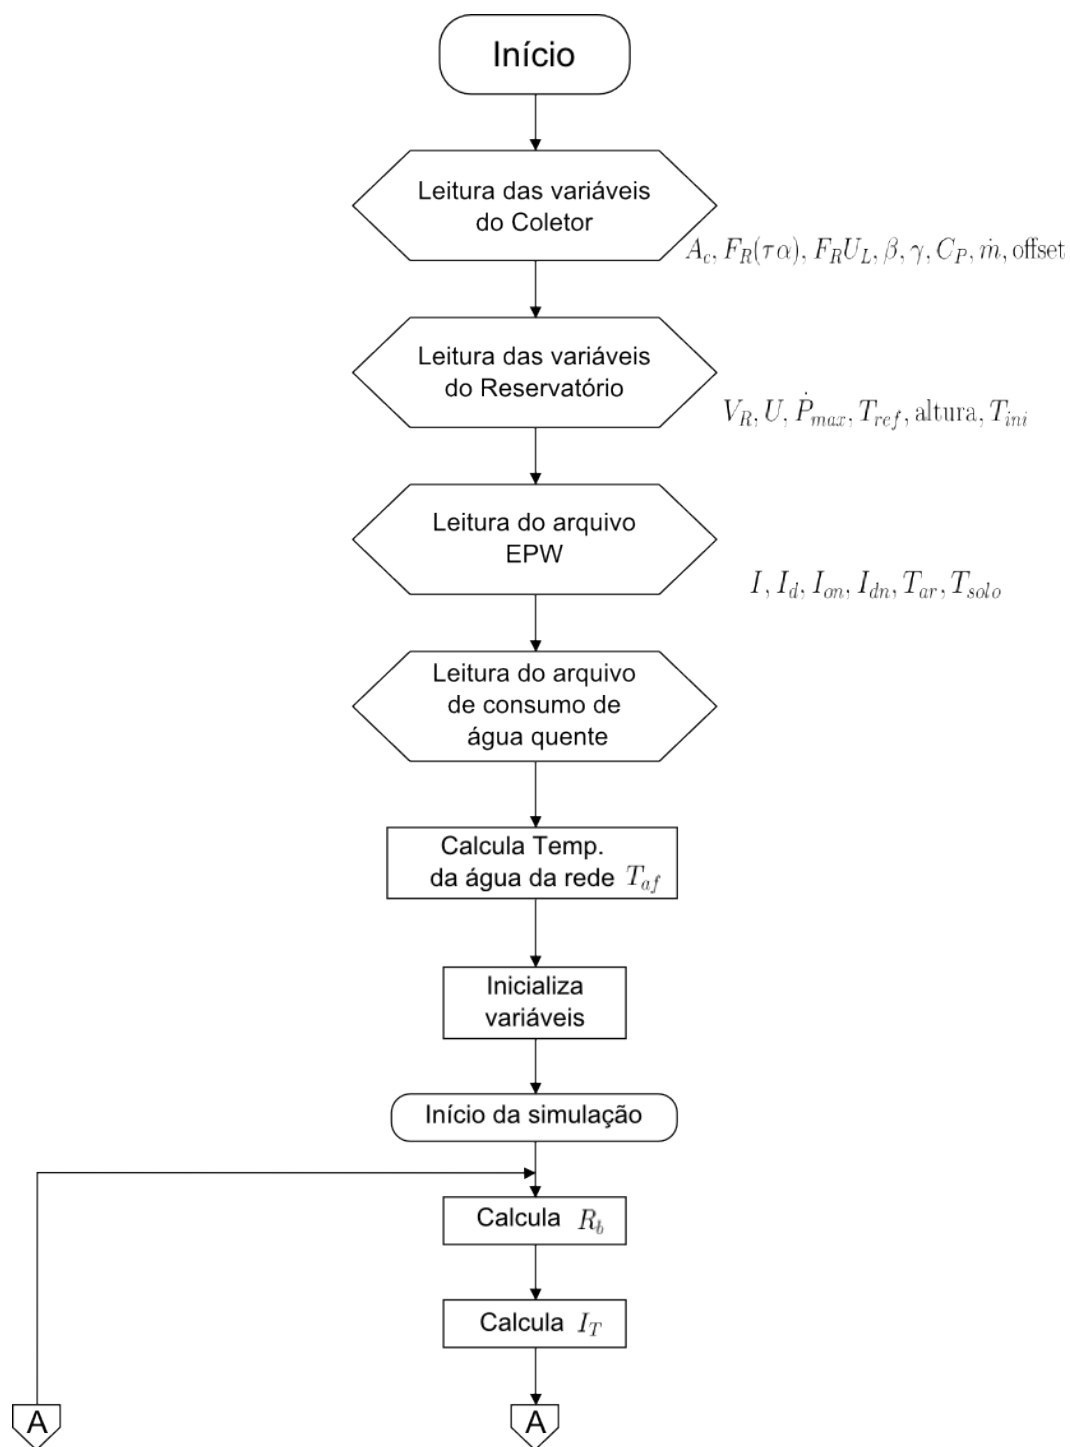 Início
Leitura das variáveis
do Coletor
A_c, F_R(τα), F_R U_L, β, γ, C_P, ṁ, offset
Leitura das variáveis
do Reservatório
V_R, U, Ṗ_max, T_ref, altura, T_ini
Leitura do arquivo
EPW
I, I_d, I_on, I_dn, T_ar, T_solo
Leitura do arquivo
de consumo de
água quente
Calcula Temp.
da água da rede T_af
Inicializa
variáveis
Início da simulação
Calcula R_b
Calcula I_T
A
A